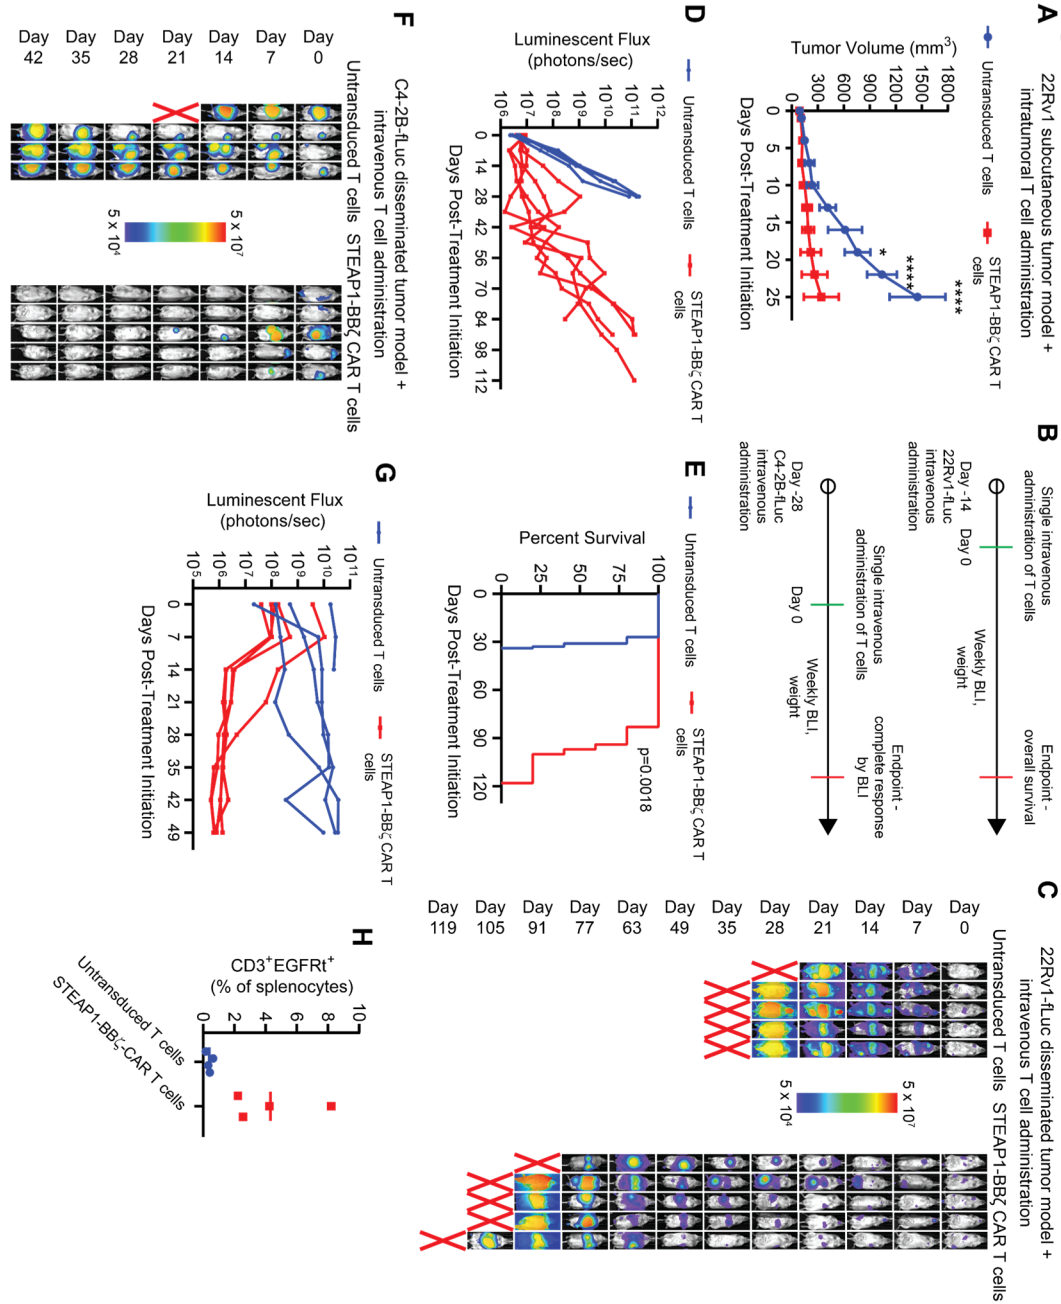 A
22Rv1 subcutaneous tumor model +
intratumoral T cell administration
Untransduced T cells
STEAP1-BBζ CAR T
cells
Tumor Volume (mm³)
1800
1500
1200
900
600
300
0
*
****
****
0 5 10 15 20 25
Days Post-Treatment Initiation
B
Single intravenous
administration of T cells
Endpoint -
overall survival
Day -14
22Rv1-fLuc
intravenous
administration
Day 0
Weekly BLI,
weight
Single intravenous
administration of T cells
Endpoint -
complete response
by BLI
Day -28
C4-2B-fLuc
intravenous
administration
Day 0
Weekly BLI,
weight
C
22Rv1-fLuc disseminated tumor model +
intravenous T cell administration
Untransduced T cells
STEAP1-BBζ CAR T cells
Day
0
Day
7
Day
14
Day
21
Day
28
Day
35
Day
49
Day
63
Day
77
Day
91
Day
105
Day
119
5 x 10⁴
5 x 10⁷
D
Untransduced T cells
STEAP1-BBζ CAR T
cells
Luminescent Flux
(photons/sec)
10¹²
10¹¹
10¹⁰
10⁹
10⁸
10⁷
10⁶
0 14 28 42 56 70 84 98 112
Days Post-Treatment Initiation
E
Untransduced T cells
STEAP1-BBζ CAR T
cells
Percent Survival
100
75
50
25
0
p=0.0018
0 30 60 90 120
Days Post-Treatment Initiation
F
C4-2B-fLuc disseminated tumor model +
intravenous T cell administration
Untransduced T cells
STEAP1-BBζ CAR T cells
Day
0
Day
7
Day
14
Day
21
Day
28
Day
35
Day
42
5 x 10⁴
5 x 10⁷
G
Untransduced T cells
STEAP1-BBζ CAR T
cells
Luminescent Flux
(photons/sec)
10¹¹
10¹⁰
10⁹
10⁸
10⁷
10⁶
10⁵
0 7 14 21 28 35 42 49
Days Post-Treatment Initiation
H
CD3⁺EGFRt⁺
(% of splenocytes)
10
8
6
4
2
0
Untransduced T cells
STEAP1-BBζ-CAR T cells